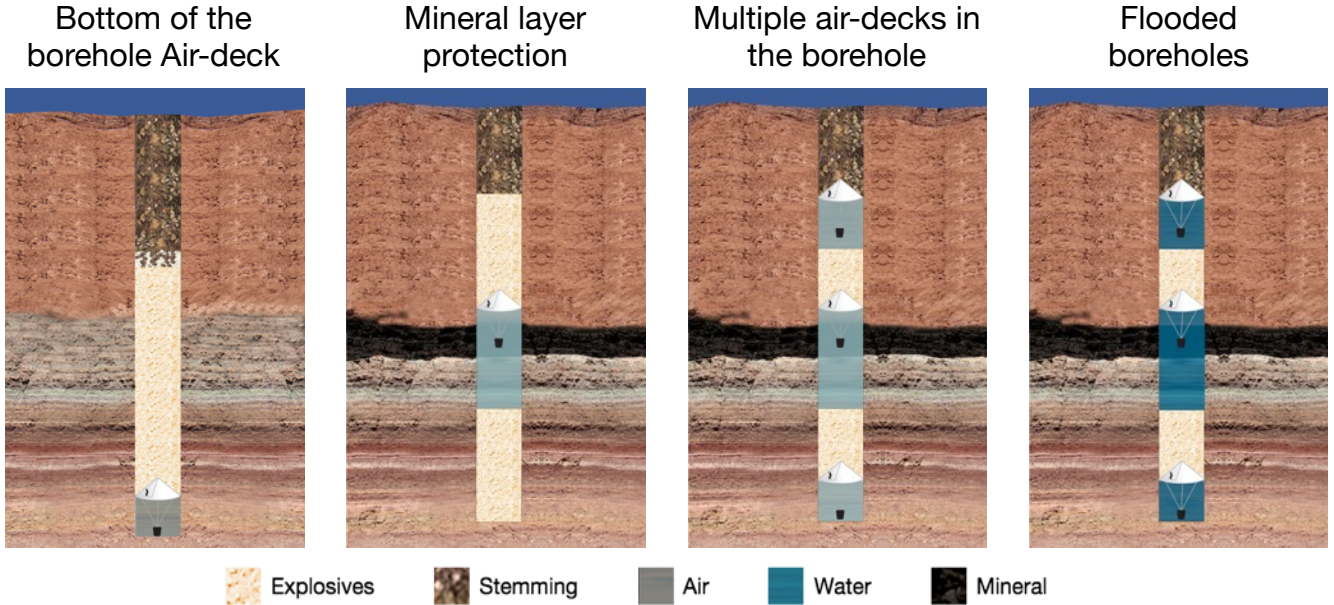 Bottom of the
borehole Air-deck
Mineral layer
protection
Multiple air-decks in
the borehole
Flooded
boreholes
Explosives
Stemming
Air
Water
Mineral